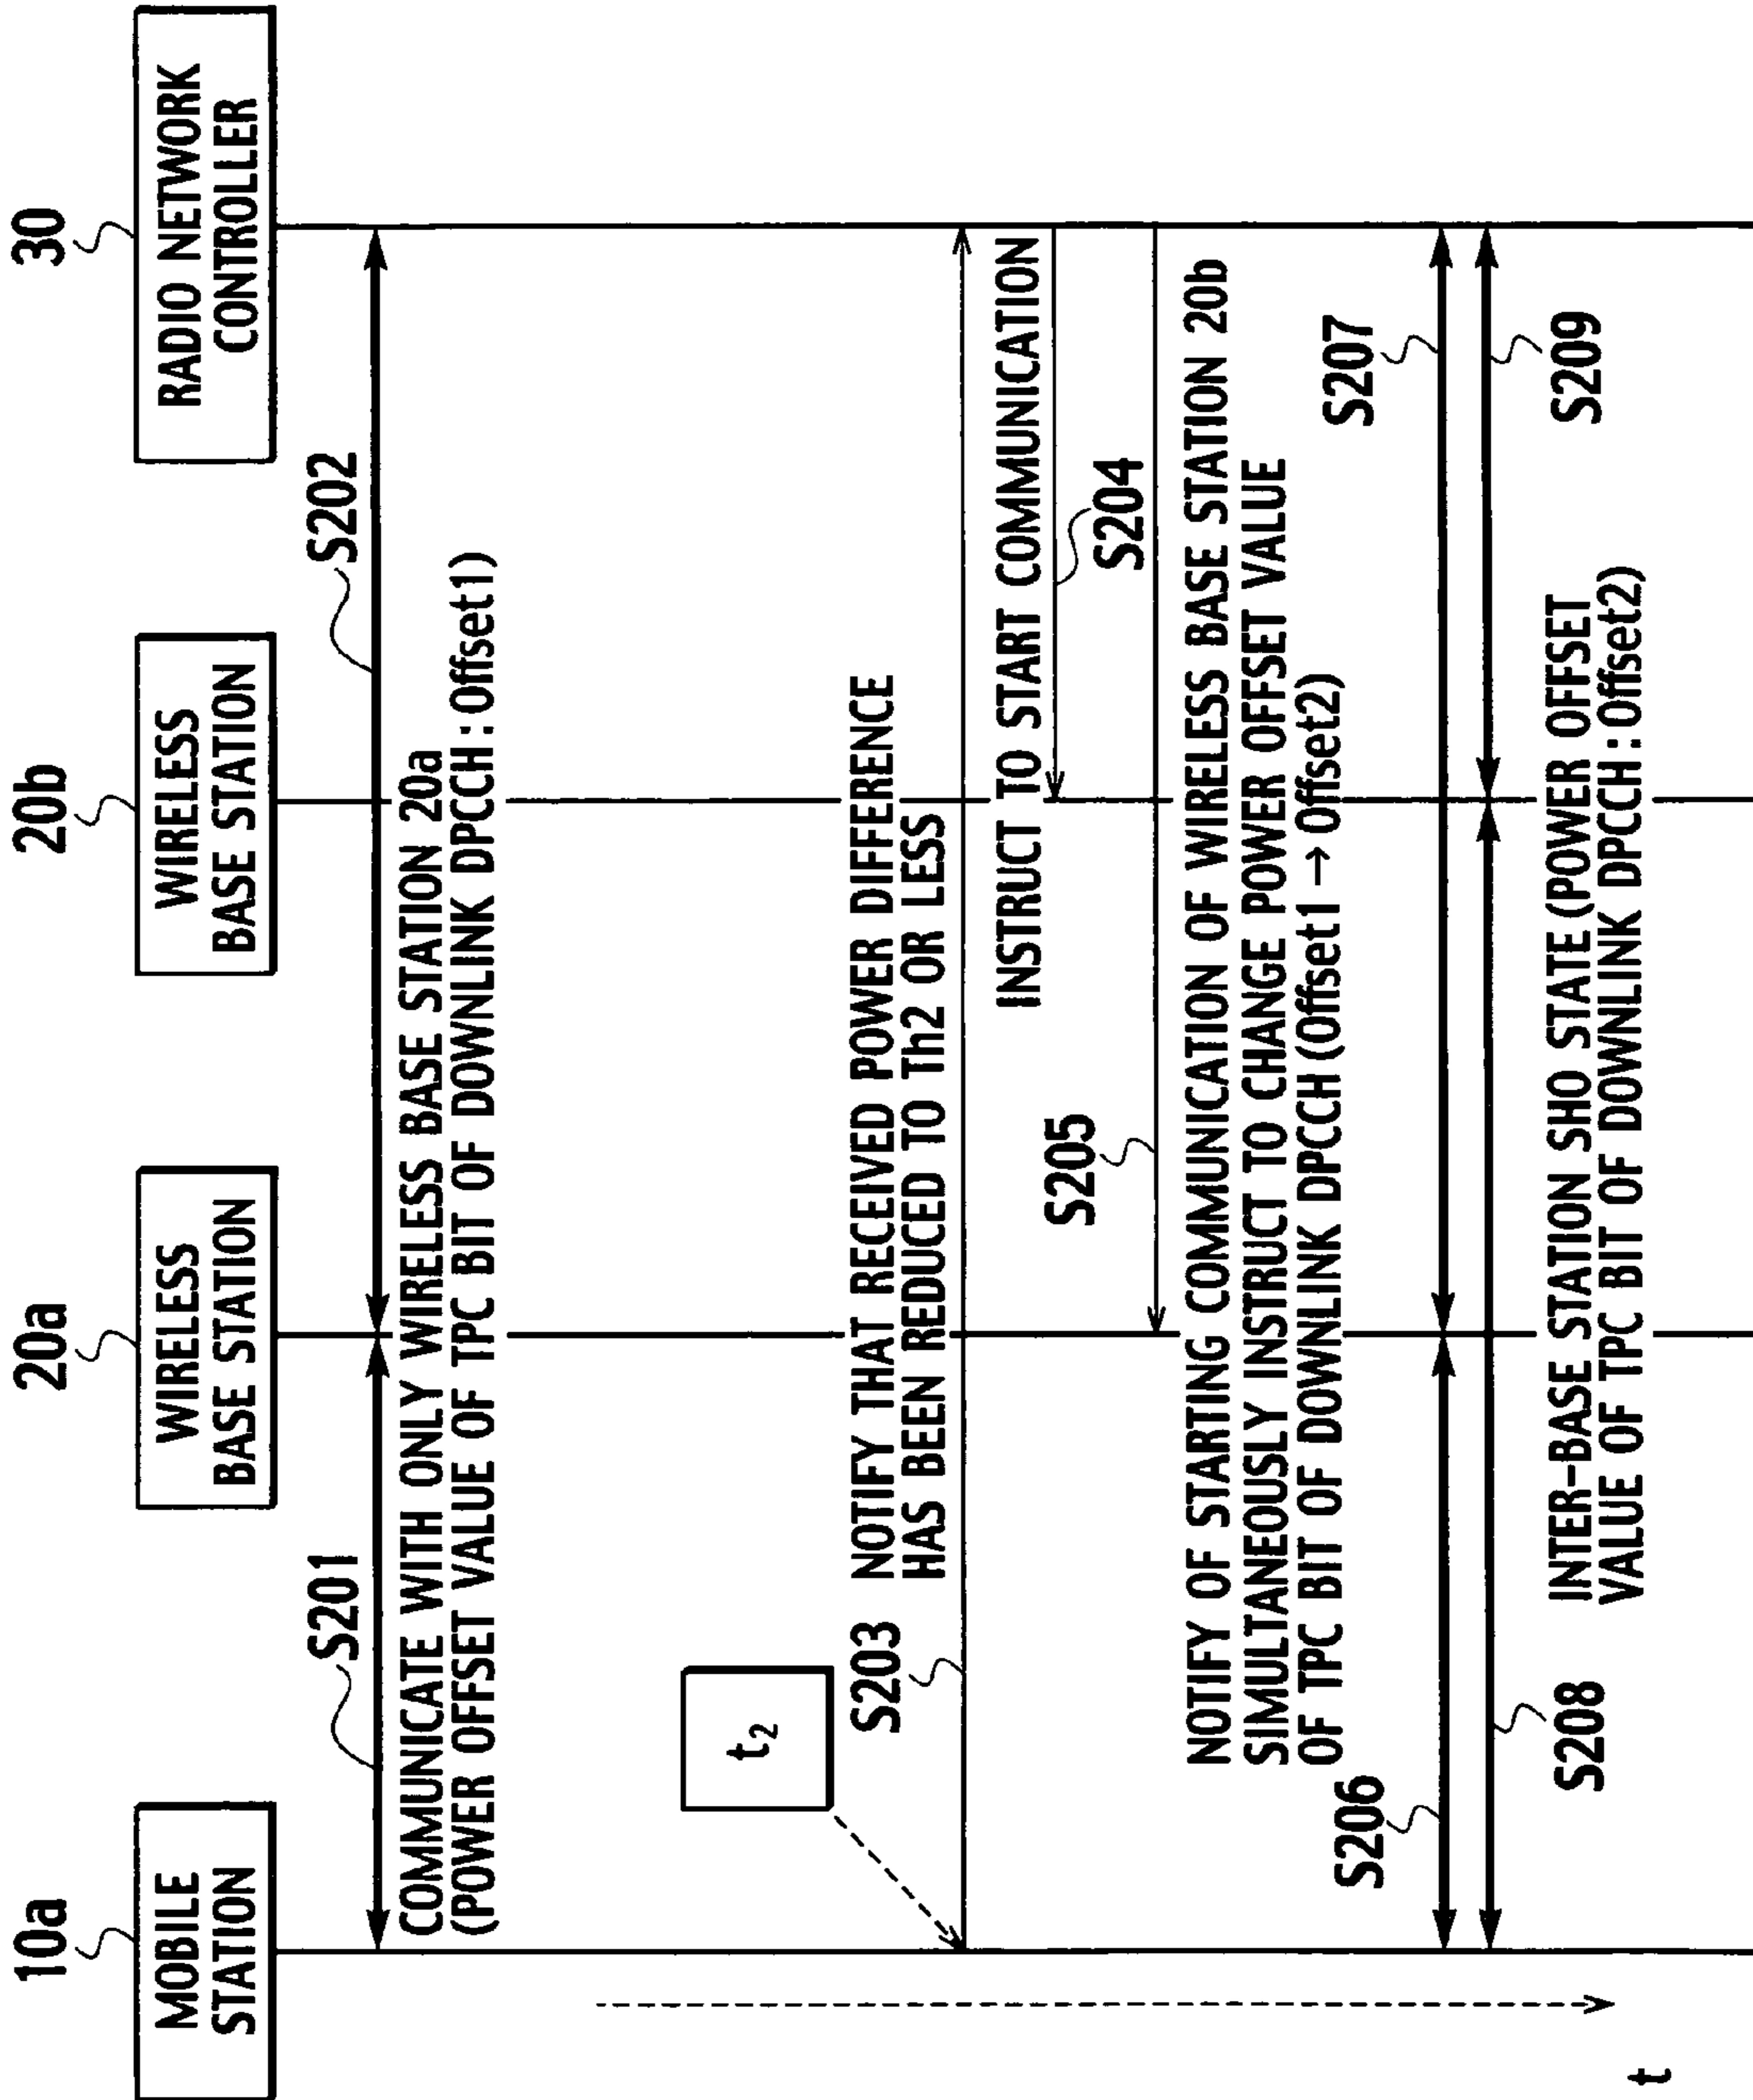 10a
20a
20b
30
MOBILE
STATION
WIRELESS
BASE STATION
WIRELESS
BASE STATION
RADIO NETWORK
CONTROLLER
S201
S202
COMMUNICATE WITH ONLY WIRELESS BASE STATION 20a
(POWER OFFSET VALUE OF TPC BIT OF DOWNLINK DPCCH:Offset1)
t2
S203
NOTIFY THAT RECEIVED POWER DIFFERENCE
HAS BEEN REDUCED TO Th2 OR LESS
INSTRUCT TO START COMMUNICATION
S204
S205
NOTIFY OF STARTING COMMUNICATION OF WIRELESS BASE STATION 20b
SIMULTANEOUSLY INSTRUCT TO CHANGE POWER OFFSET VALUE
OF TPC BIT OF DOWNLINK DPCCH (Offset1 → Offset2)
S206
S207
S208
S209
INTER-BASE STATION SHO STATE (POWER OFFSET
VALUE OF TPC BIT OF DOWNLINK DPCCH:Offset2)
t